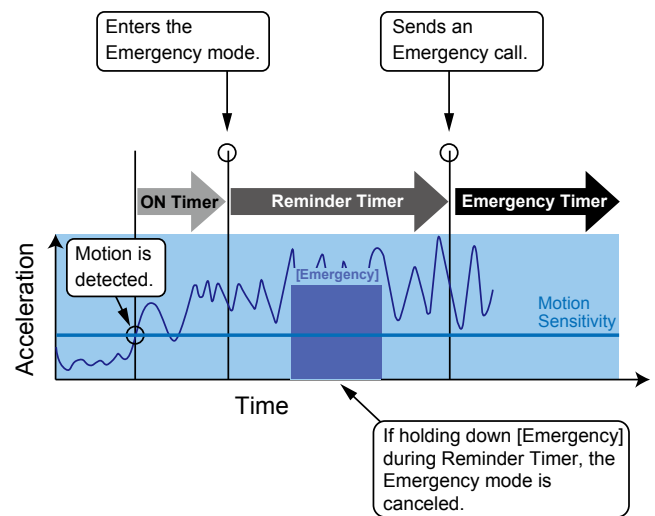 Enters the
Emergency mode.
Sends an
Emergency call.
ON Timer
Reminder Timer
Emergency Timer
Motion is
detected.
[Emergency]
Motion
Sensitivity
Acceleration
Time
If holding down [Emergency]
during Reminder Timer, the
Emergency mode is
canceled.